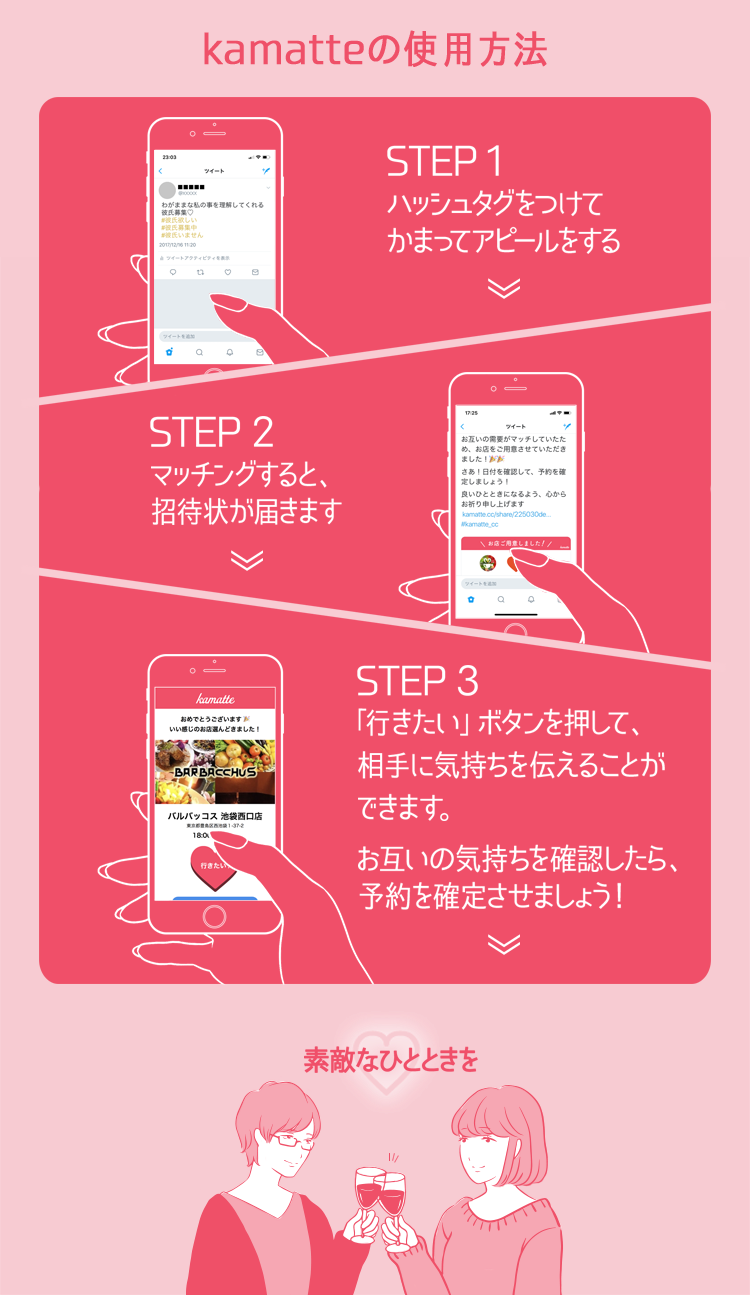 kamatteの使用方法
STEP 1
ハッシュタグをつけて
かまってアピールをする
23:03
ツイート
■■■■■
@xxxxx
わがままな私の事を理解してくれる
彼氏募集♡
#彼氏欲しい
#彼氏募集中
#彼氏いません
2017/12/16 11:20
ツイートアクティビティを表示
ツイートを追加
STEP 2
マッチングすると、
招待状が届きます
17:25
ツイート
お互いの需要がマッチしていたた
め、お店をご用意させていただき
ました！
さあ！日付を確認して、予約を確
定しましょう！
良いひとときになるよう、心から
お祈り申し上げます
kamatte.cc/share/225030de...
#kamatte_cc
\ お店ご用意しました! /
ツイートを追加
STEP 3
「行きたい」ボタンを押して、
相手に気持ちを伝えることが
できます。
お互いの気持ちを確認したら、
予約を確定させましょう！
kamatte
おめでとうございます
いい感じのお店選んどきました！
BARBACCHUS
バルバッコス 池袋西口店
東京都豊島区西池袋1-37-2
行きたい
素敵なひとときを